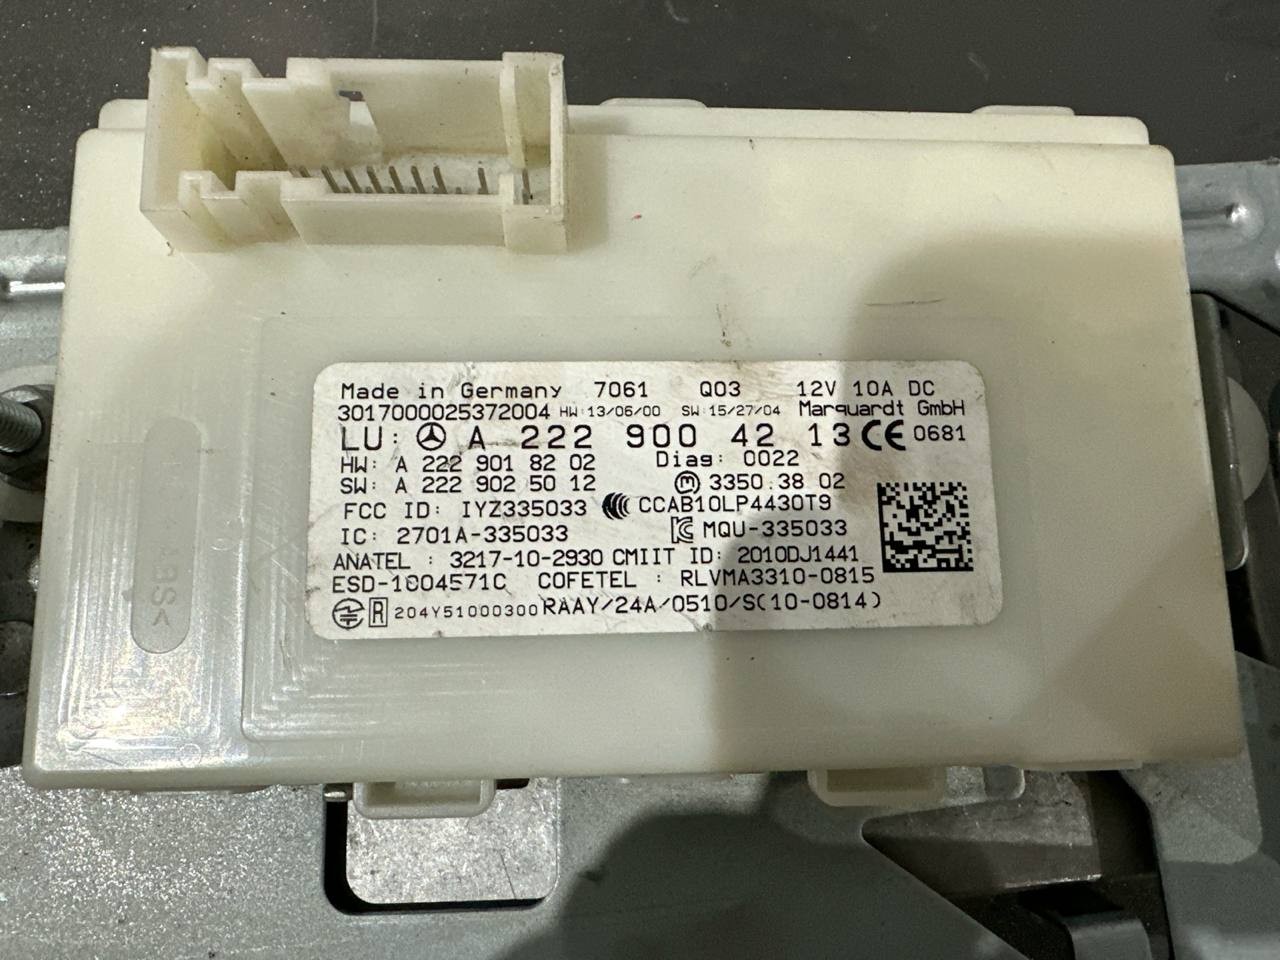 Made in Germany 7061 Q03 12V 10A DC
3017000025372004 HW:13/06/00 SW:15/27/04 Marquardt GmbH
LU: A 222 900 42 13 CE 0681
HW: A 222 901 82 02 Diag: 0022
SW: A 222 902 50 12 M 3350.38 02
FCC ID: IYZ335033 CCAB10LP4430T9
IC: 2701A-335033 MQU-335033
ANATEL : 3217-10-2930 CMIIT ID: 2010DJ1441
ESD-1004571C COFETEL : RLVMA3310-0815
R 204Y51000300 RAAY/24A/0510/S(10-0814)
ABS<